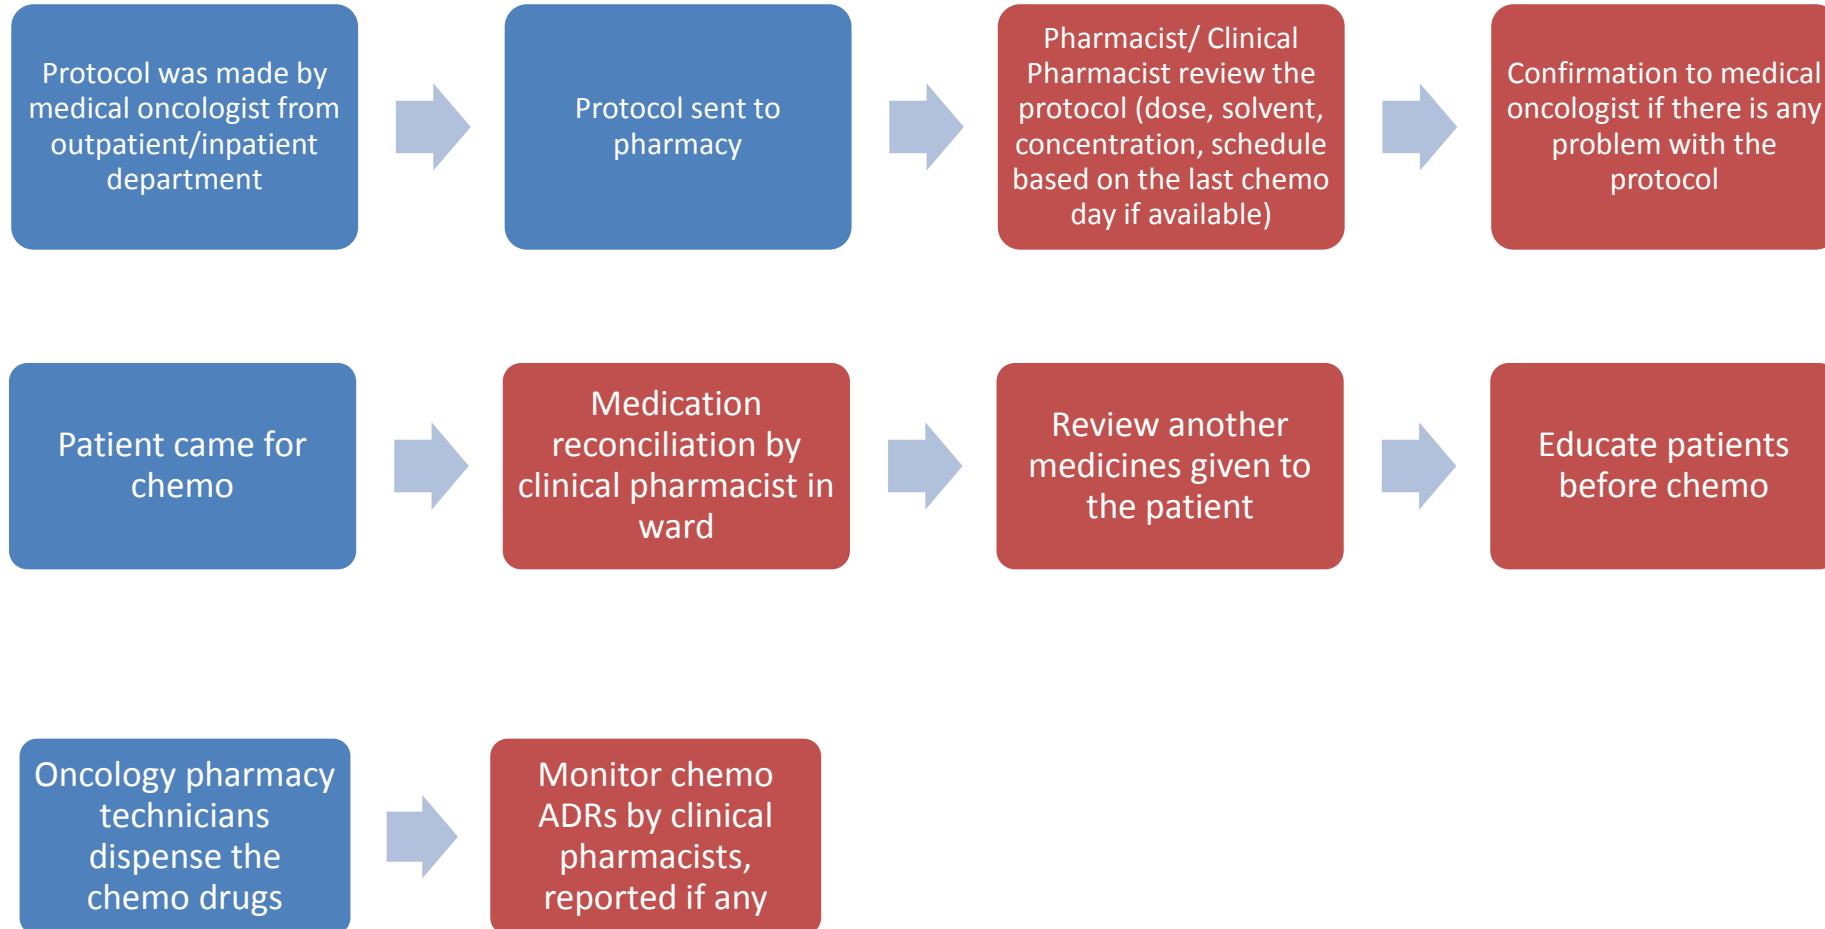 Protocol was made by
medical oncologist from
outpatient/inpatient
department
Protocol sent to
pharmacy
Pharmacist/ Clinical
Pharmacist review the
protocol (dose, solvent,
concentration, schedule
based on the last chemo
day if available)
Confirmation to medical
oncologist if there is any
problem with the
protocol
Patient came for
chemo
Medication
reconciliation by
clinical pharmacist in
ward
Review another
medicines given to
the patient
Educate patients
before chemo
Oncology pharmacy
technicians
dispense the
chemo drugs
Monitor chemo
ADRs by clinical
pharmacists,
reported if any